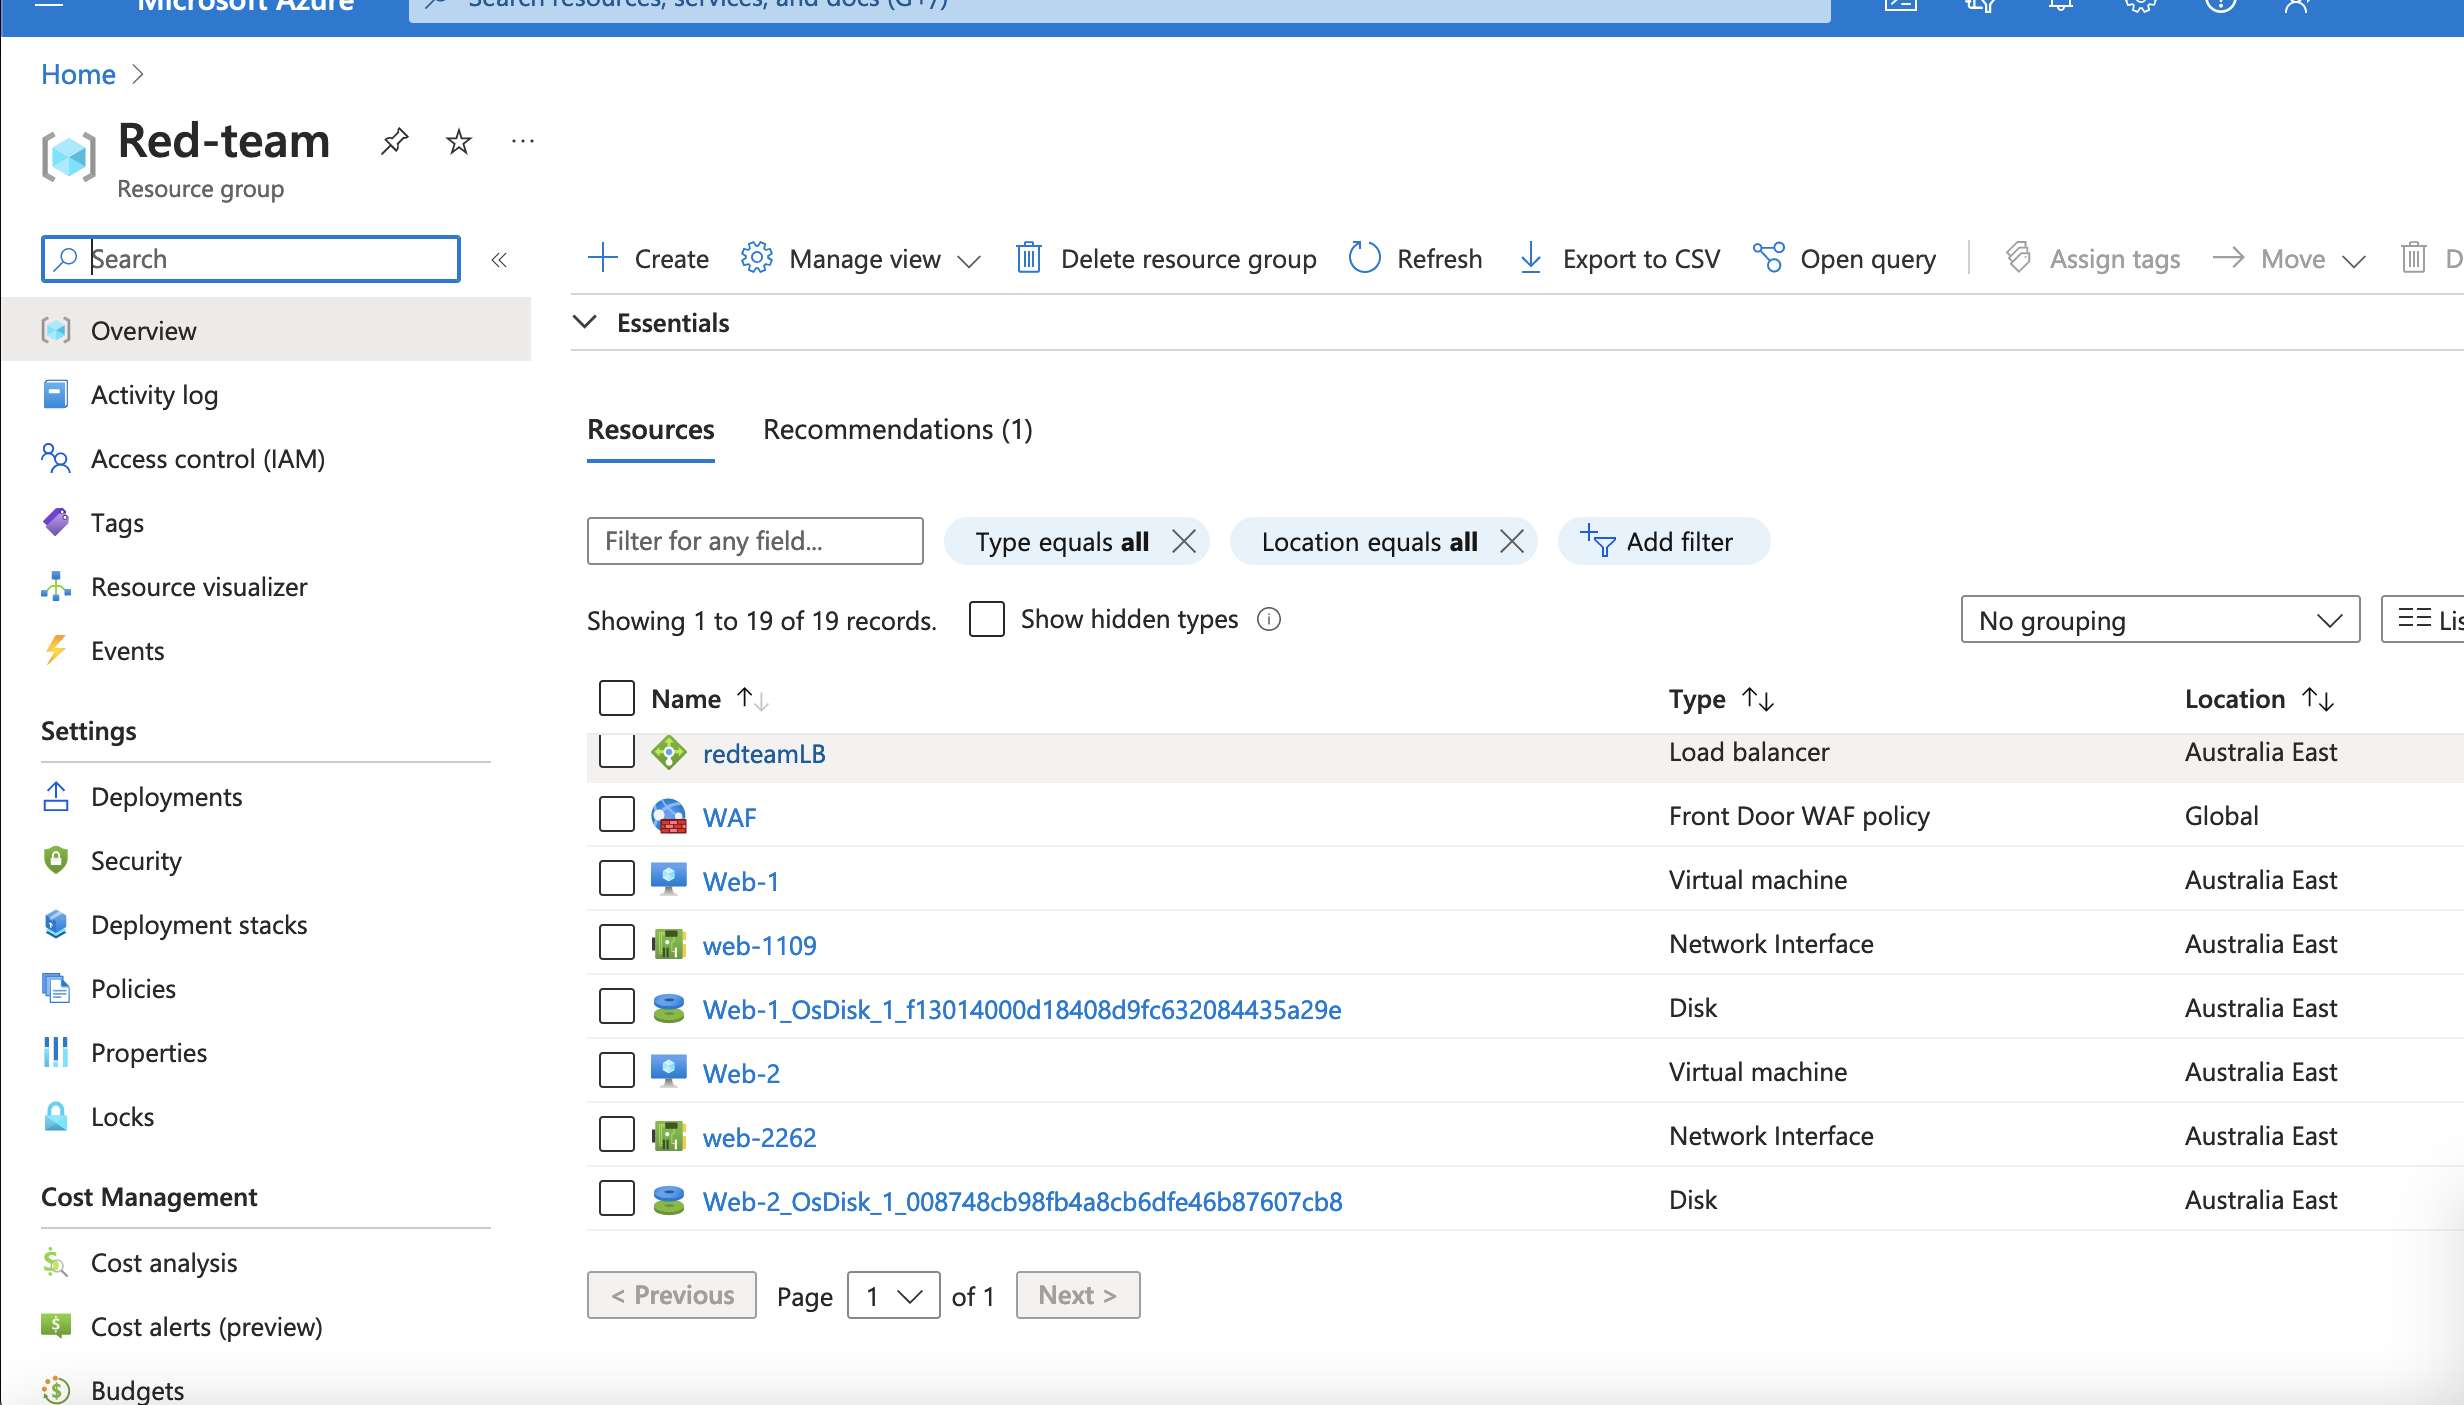 Microsoft Azure
Search resources, services, and docs (G+/)
Home
Red-team
Resource group
Search
Create
Manage view
Delete resource group
Refresh
Export to CSV
Open query
Assign tags
Move
Essentials
Overview
Activity log
Access control (IAM)
Tags
Resource visualizer
Events
Settings
Deployments
Security
Deployment stacks
Policies
Properties
Locks
Cost Management
Cost analysis
Cost alerts (preview)
Budgets
Resources
Recommendations (1)
Filter for any field...
Type equals all
Location equals all
Add filter
Showing 1 to 19 of 19 records.
Show hidden types
No grouping
Name Type Location
redteamLB Load balancer Australia East
WAF Front Door WAF policy Global
Web-1 Virtual machine Australia East
web-1109 Network Interface Australia East
Web-1_OsDisk_1_f13014000d18408d9fc632084435a29e Disk Australia East
Web-2 Virtual machine Australia East
web-2262 Network Interface Australia East
Web-2_OsDisk_1_008748cb98fb4a8cb6dfe46b87607cb8 Disk Australia East
< Previous Page 1 of 1 Next >